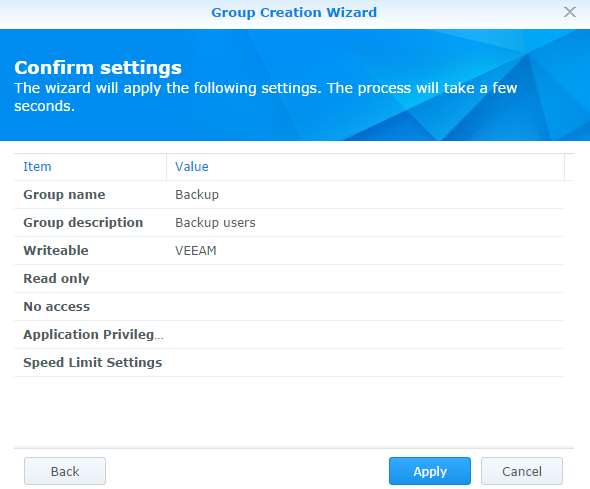 Group Creation Wizard
Confirm settings
The wizard will apply the following settings. The process will take a few
seconds.
Item Value
Group name Backup
Group description Backup users
Writeable VEEAM
Read only
No access
Application Privileg...
Speed Limit Settings
Back Apply Cancel